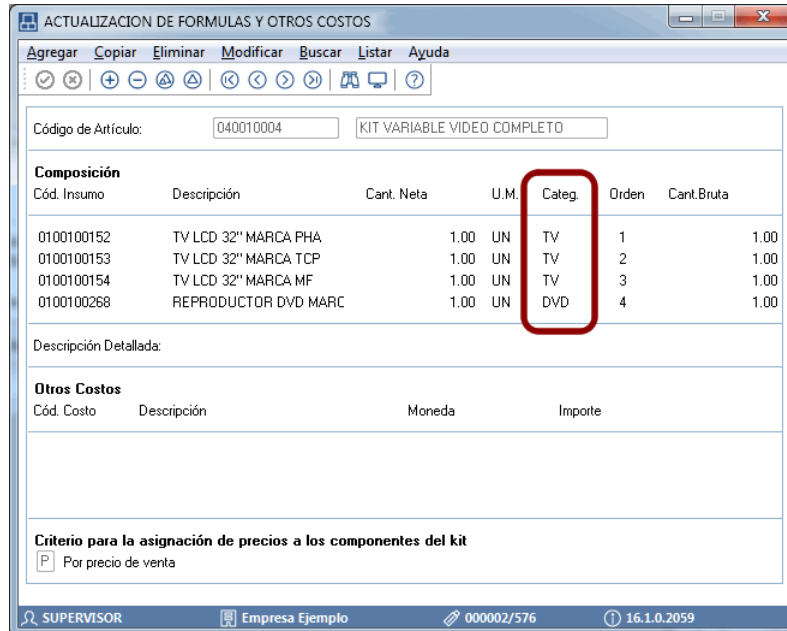 ACTUALIZACION DE FORMULAS Y OTROS COSTOS
Agregar Copiar Eliminar Modificar Buscar Listar Ayuda
Código de Artículo: 040010004 KIT VARIABLE VIDEO COMPLETO
Composición
Cód. Insumo Descripción Cant. Neta U.M. Categ. Orden Cant.Bruta
0100100152 TV LCD 32" MARCA PHA 1.00 UN TV 1 1.00
0100100153 TV LCD 32" MARCA TCP 1.00 UN TV 2 1.00
0100100154 TV LCD 32" MARCA MF 1.00 UN TV 3 1.00
0100100268 REPRODUCTOR DVD MARC 1.00 UN DVD 4 1.00
Descripción Detallada:
Otros Costos
Cód. Costo Descripción Moneda Importe
Criterio para la asignación de precios a los componentes del kit
P Por precio de venta
SUPERVISOR Empresa Ejemplo 000002/576 16.1.0.2059